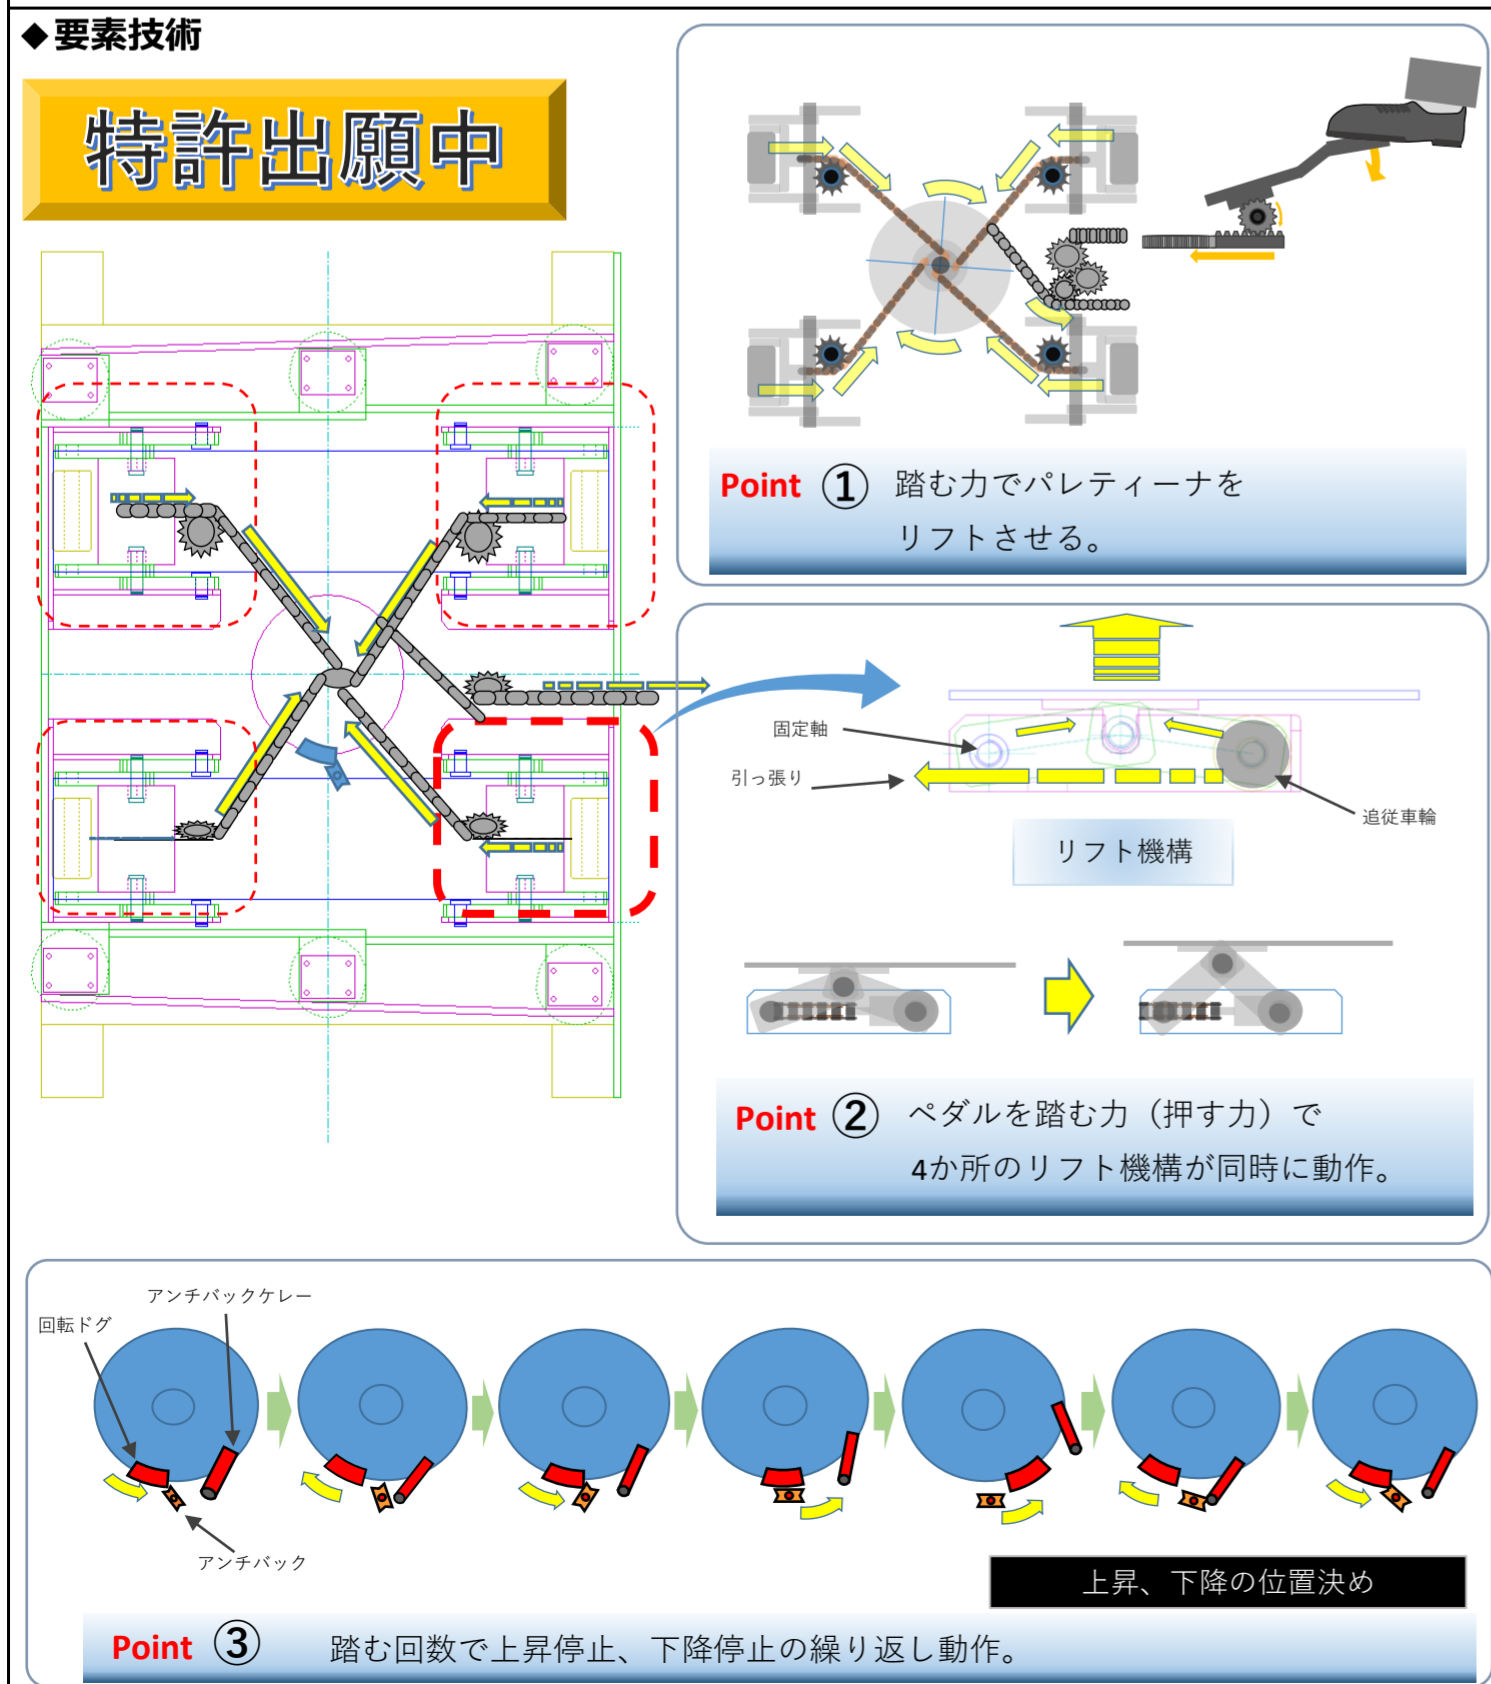 ◆要素技術
特許出願中
Point ① 踏む力でパレティーナを
リフトさせる。
固定軸
引っ張り
追従車輪
リフト機構
Point ② ペダルを踏む力（押す力）で
4か所のリフト機構が同時に動作。
アンチバックケレー
回転ドグ
アンチバック
上昇、下降の位置決め
Point ③ 踏む回数で上昇停止、下降停止の繰り返し動作。